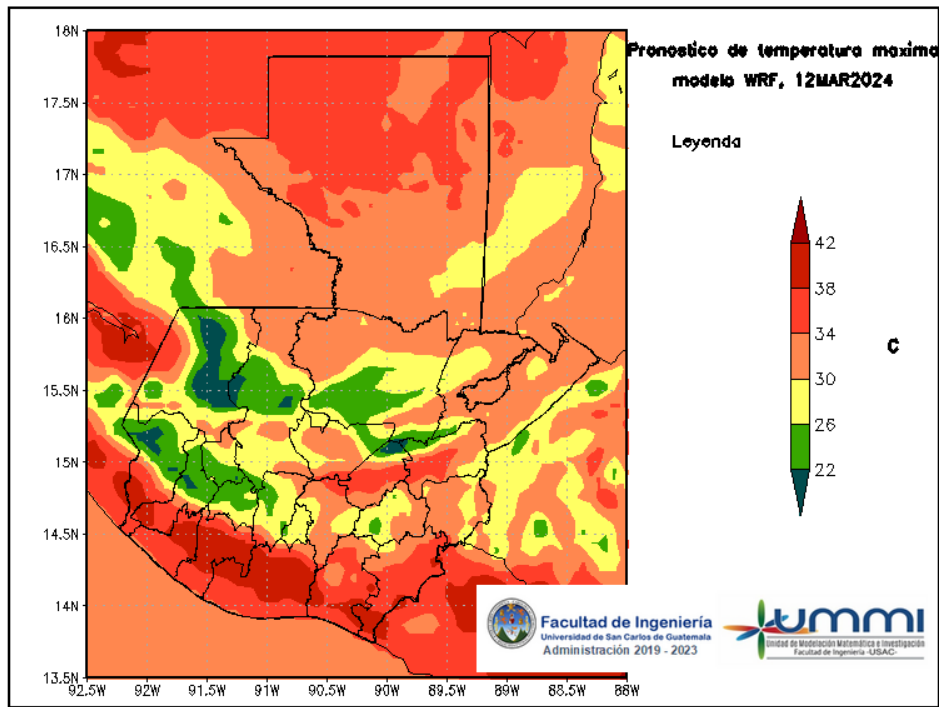 Pronostico de temperatura maxima
modelo WRF, 12MAR2024
Leyenda
42
38
34
30
26
22
C
18N
17.5N
17N
16.5N
16N
15.5N
15N
14.5N
14N
13.5N
92.5W
92W
91.5W
91W
90.5W
90W
89.5W
89W
88.5W
88W
Facultad de Ingeniería
Universidad de San Carlos de Guatemala
Administración 2019 - 2023
UMMI
Unidad de Modelación Matemática e Investigación
Facultad de Ingeniería -USAC-